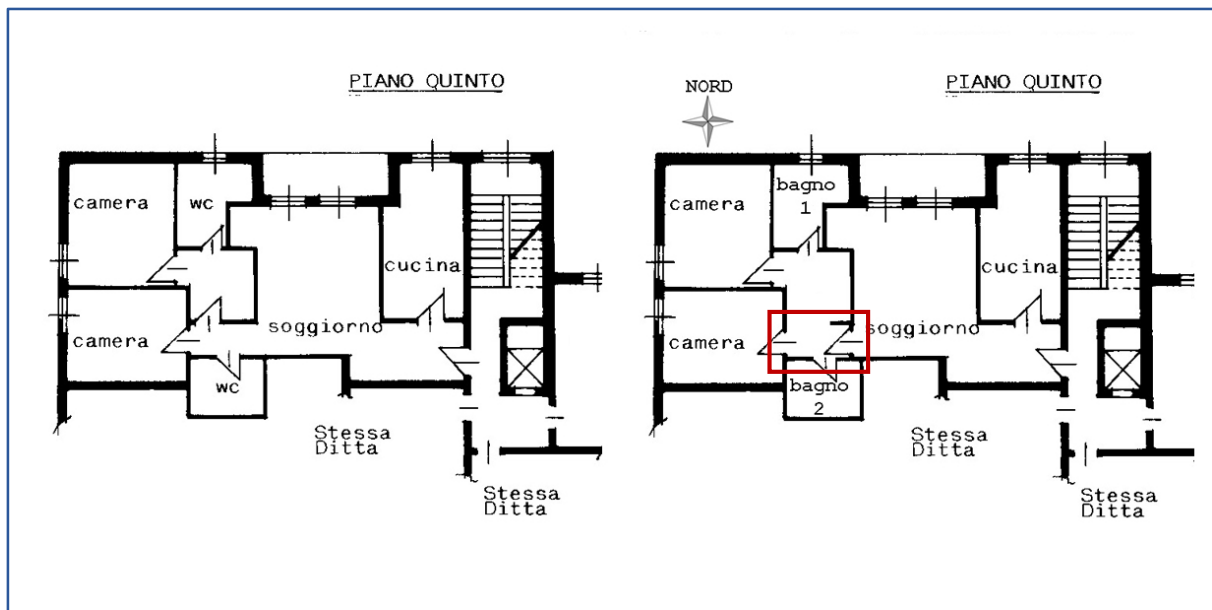 PIANO QUINTO
camera
wc
cucina
soggiorno
camera
wc
Stessa
Ditta
Stessa
Ditta
NORD
PIANO QUINTO
bagno
1
camera
cucina
soggiorno
camera
bagno
2
Stessa
Ditta
Stessa
Ditta